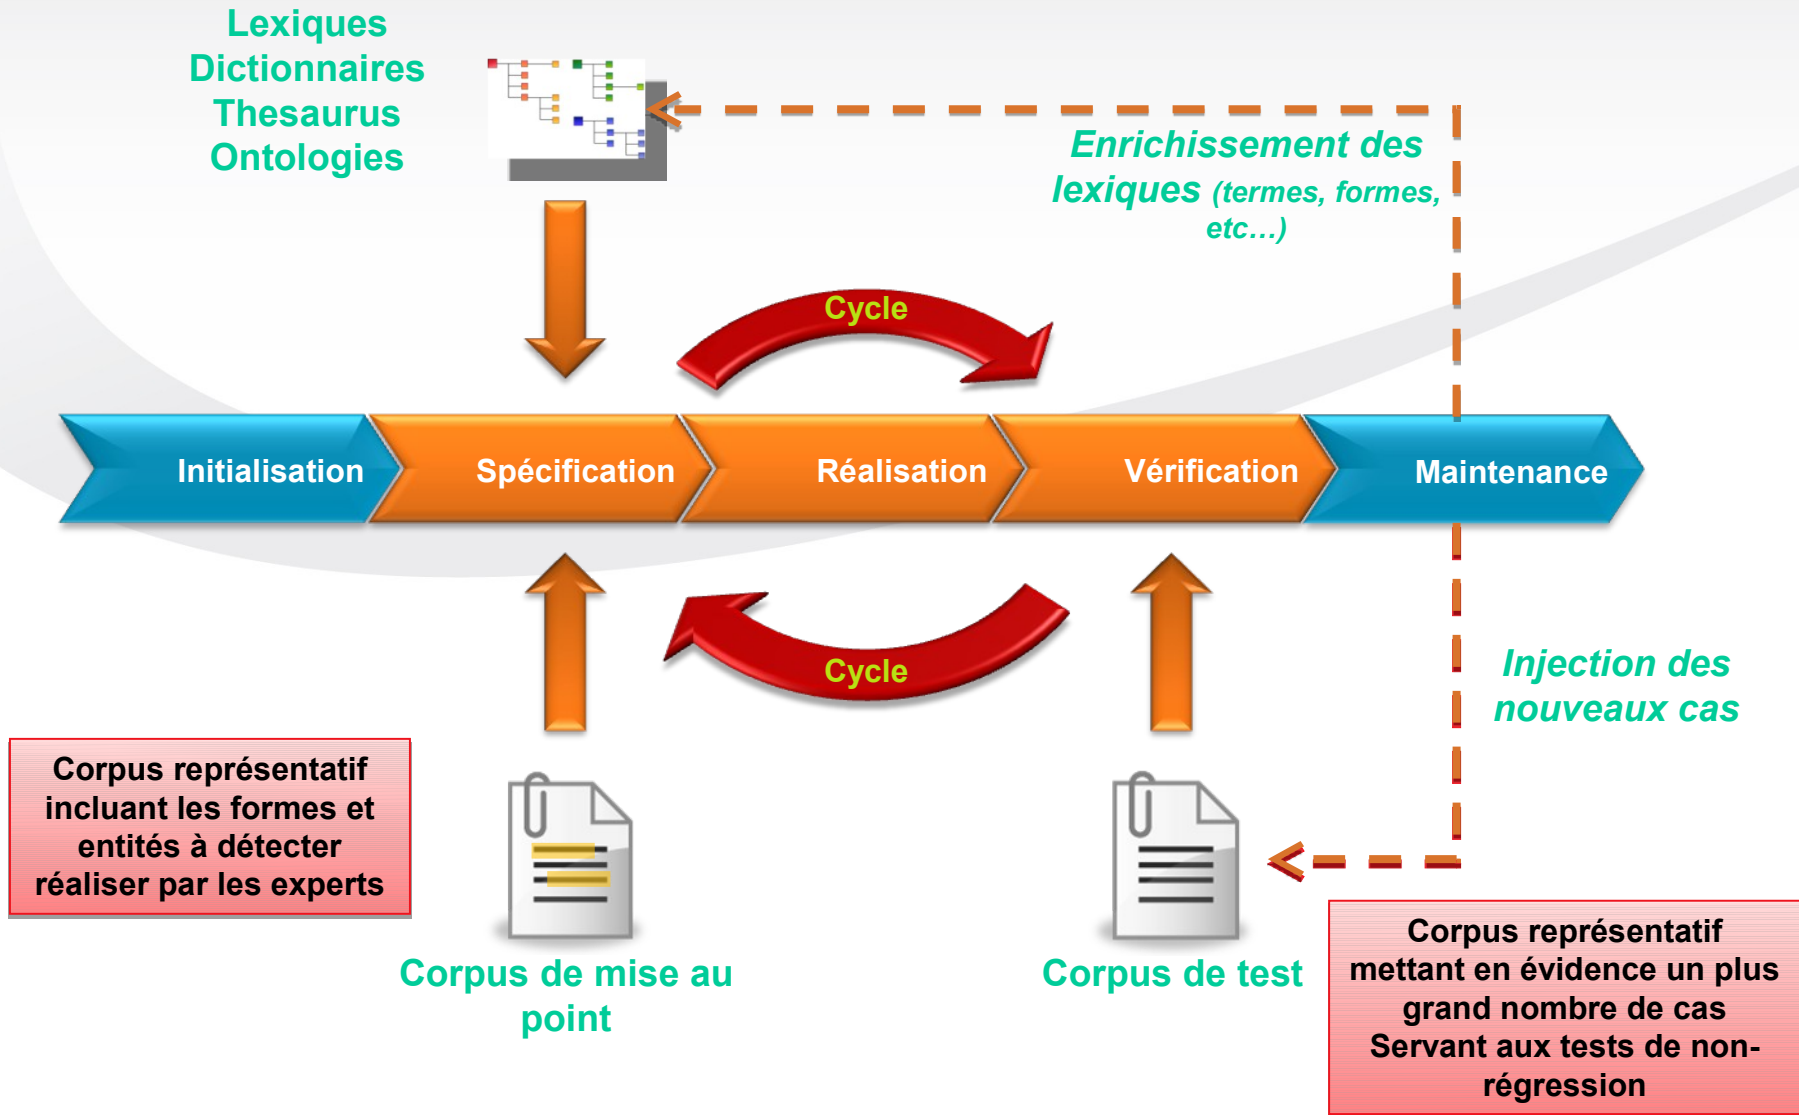 Lexiques
Dictionnaires
Thesaurus
Ontologies
Enrichissement des
lexiques (termes, formes,
etc…)
Cycle
Initialisation
Spécification
Réalisation
Vérification
Maintenance
Cycle
Injection des
nouveaux cas
Corpus représentatif
incluant les formes et
entités à détecter
réaliser par les experts
Corpus de mise au
point
Corpus de test
Corpus représentatif
mettant en évidence un plus
grand nombre de cas
Servant aux tests de non-
régression